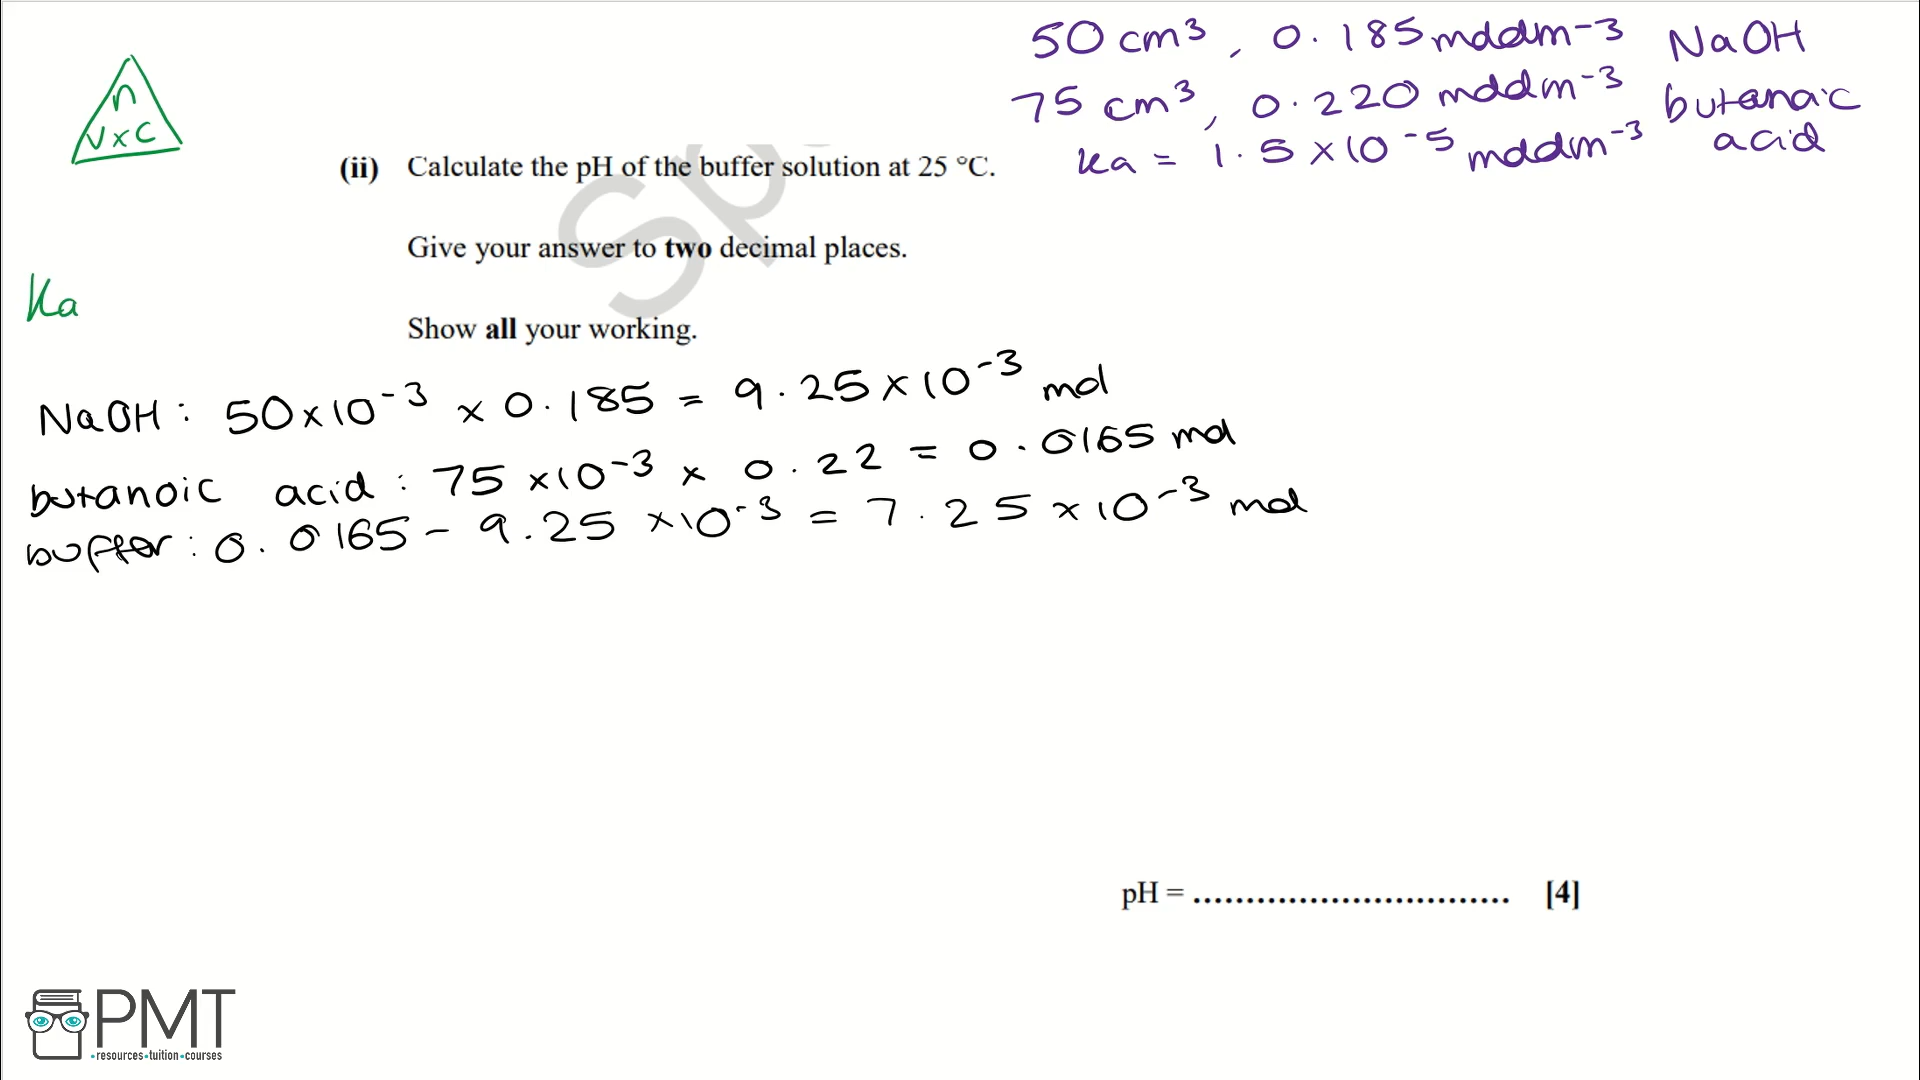 50 cm³, 0.185 moldm⁻³ NaOH
75 cm³, 0.220 moldm⁻³ butanoic acid
ka = 1.5 × 10⁻⁵ moldm⁻³
n
V × C
(ii) Calculate the pH of the buffer solution at 25 °C.
Give your answer to two decimal places.
Show all your working.
Ka
NaOH : 50×10⁻³ × 0.185 = 9.25×10⁻³ mol
butanoic acid : 75 ×10⁻³ × 0.22 = 0.0165 mol
buffer : 0.0165 − 9.25 ×10⁻³ = 7.25 ×10⁻³ mol
pH = .............................. [4]
PMT
•resources•tuition•courses